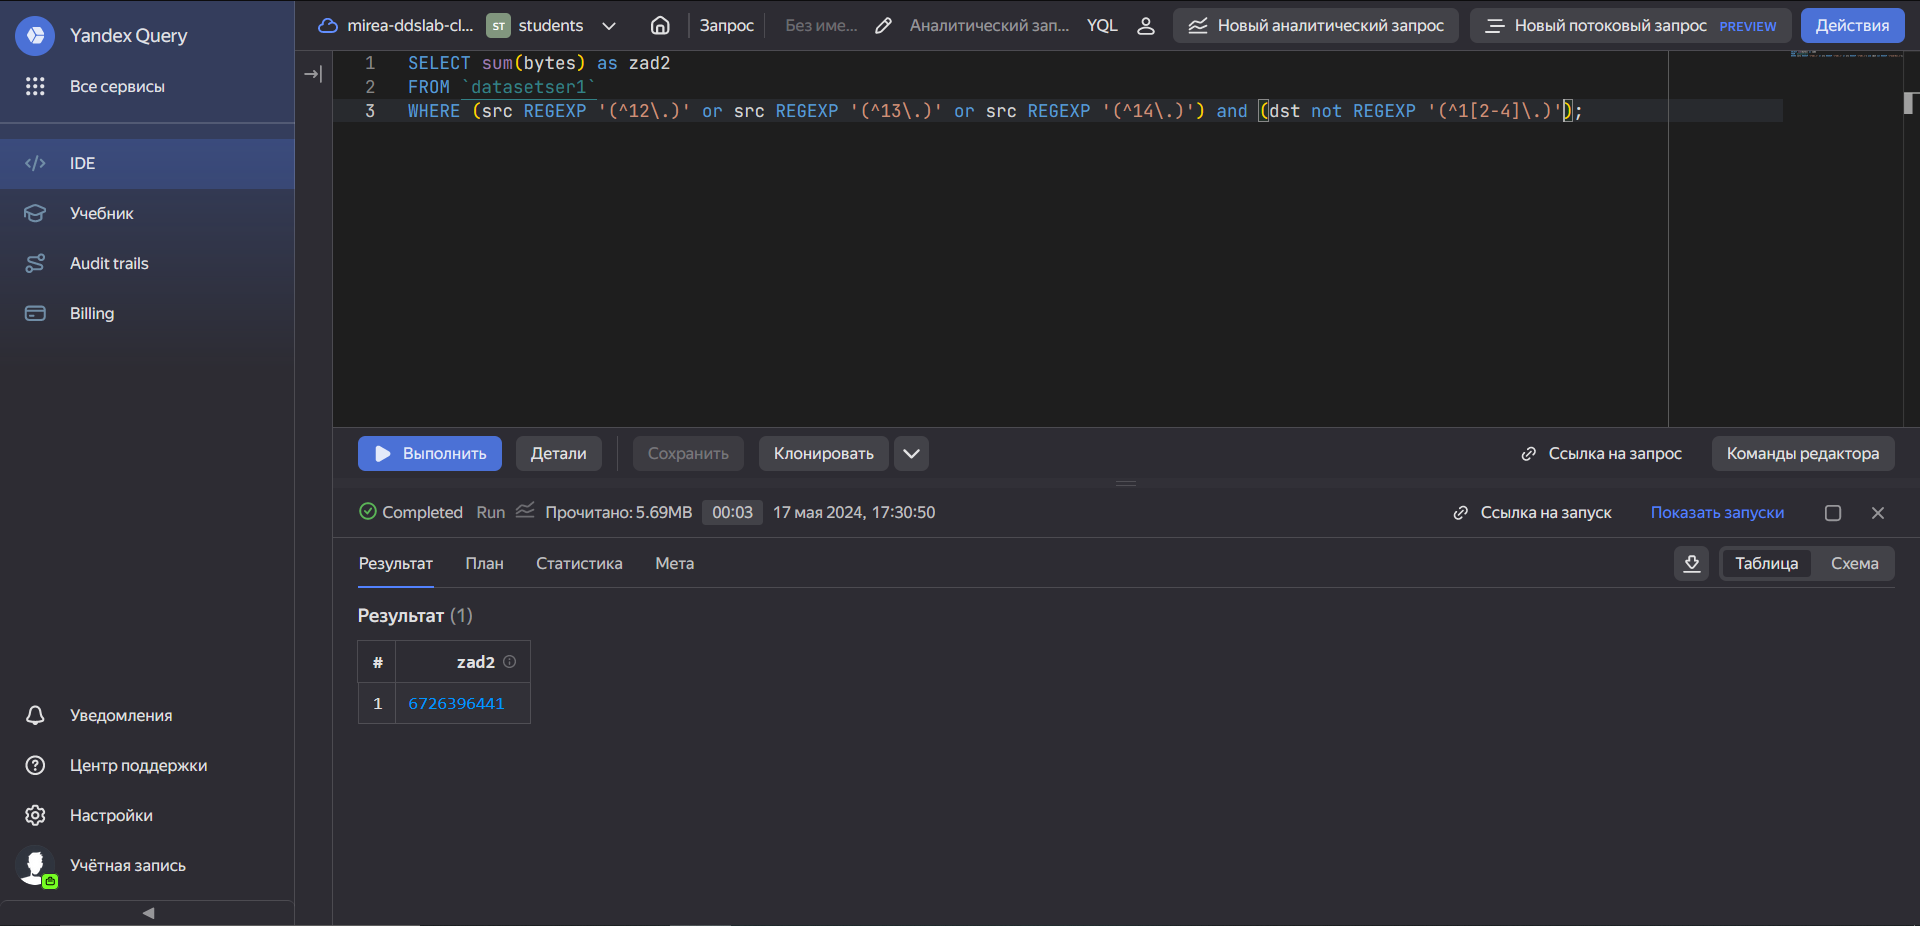 Yandex Query
Все сервисы
IDE
Учебник
Audit trails
Billing
Уведомления
Центр поддержки
Настройки
Учётная запись
mirea-ddslab-cl... ST students Запрос Без име... Аналитический зап... YQL Новый аналитический запрос Новый потоковый запрос PREVIEW Действия
1 SELECT sum(bytes) as zad2
2 FROM `datasetser1`
3 WHERE (src REGEXP '(^12\.)' or src REGEXP '(^13\.)' or src REGEXP '(^14\.)') and (dst not REGEXP '(^1[2-4]\.)');
Выполнить Детали Сохранить Клонировать Ссылка на запрос Команды редактора
Completed Run Прочитано: 5.69MB 00:03 17 мая 2024, 17:30:50 Ссылка на запуск Показать запуски
Результат План Статистика Мета Таблица Схема
Результат (1)
# zad2
1 6726396441